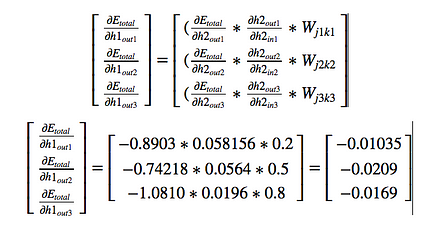 [∂E_total/∂h1_out1] = [(∂E_total/∂h2_out1 * ∂h2_out1/∂h2_in1 * W_j1k1]
[∂E_total/∂h1_out2] = [(∂E_total/∂h2_out2 * ∂h2_out2/∂h2_in2 * W_j2k2]
[∂E_total/∂h1_out3] = [(∂E_total/∂h2_out3 * ∂h2_out3/∂h2_in3 * W_j3k3]
[∂E_total/∂h1_out1] = [−0.8903 * 0.058156 * 0.2] = [−0.01035]
[∂E_total/∂h1_out2] = [−0.74218 * 0.0564 * 0.5] = [−0.0209]
[∂E_total/∂h1_out3] = [−1.0810 * 0.0196 * 0.8] = [−0.0169]